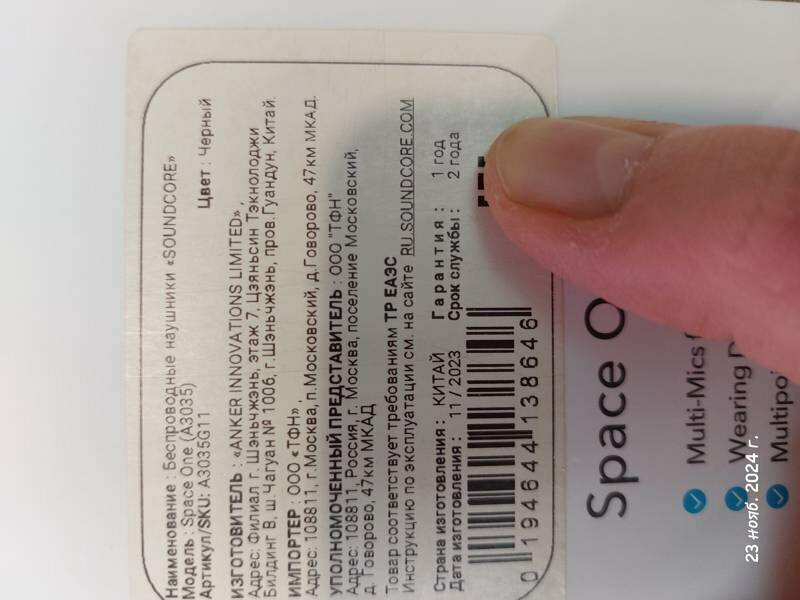 Наименование : Беспроводные наушники «SOUNDCORE»
Модель : Space One (A3035)
Артикул/SKU: A3035G11 Цвет : Черный
ИЗГОТОВИТЕЛЬ : «ANKER INNOVATIONS LIMITED» ,
Адрес: Филиал г. Шэньчжэнь, этаж 7, Цзяньсин Тэкнолоджи
Билдинг В, ш. Чагуан № 1006, г.Шэньчжэнь, пров.Гуандун, Китай.
ИМПОРТЕР : ООО «ТФН» ,
Адрес: 108811, г.Москва, п.Московский, д.Говорово, 47км МКАД.
УПОЛНОМОЧЕННЫЙ ПРЕДСТАВИТЕЛЬ : ООО "ТФН"
Адрес: 108811, Россия, г. Москва, поселение Московский,
д. Говорово, 47км МКАД
Товар соответствует требованиям ТР ЕАЭС
Инструкцию по эксплуатации см. на сайте RU.SOUNDCORE.COM
Страна изготовления : КИТАЙ Гарантия : 1 год
Дата изготовления : 11 / 2023 Срок службы : 2 года
0 194644 138646
Space
Multi-Mics
Wearing
23 нояб. 2024 г.